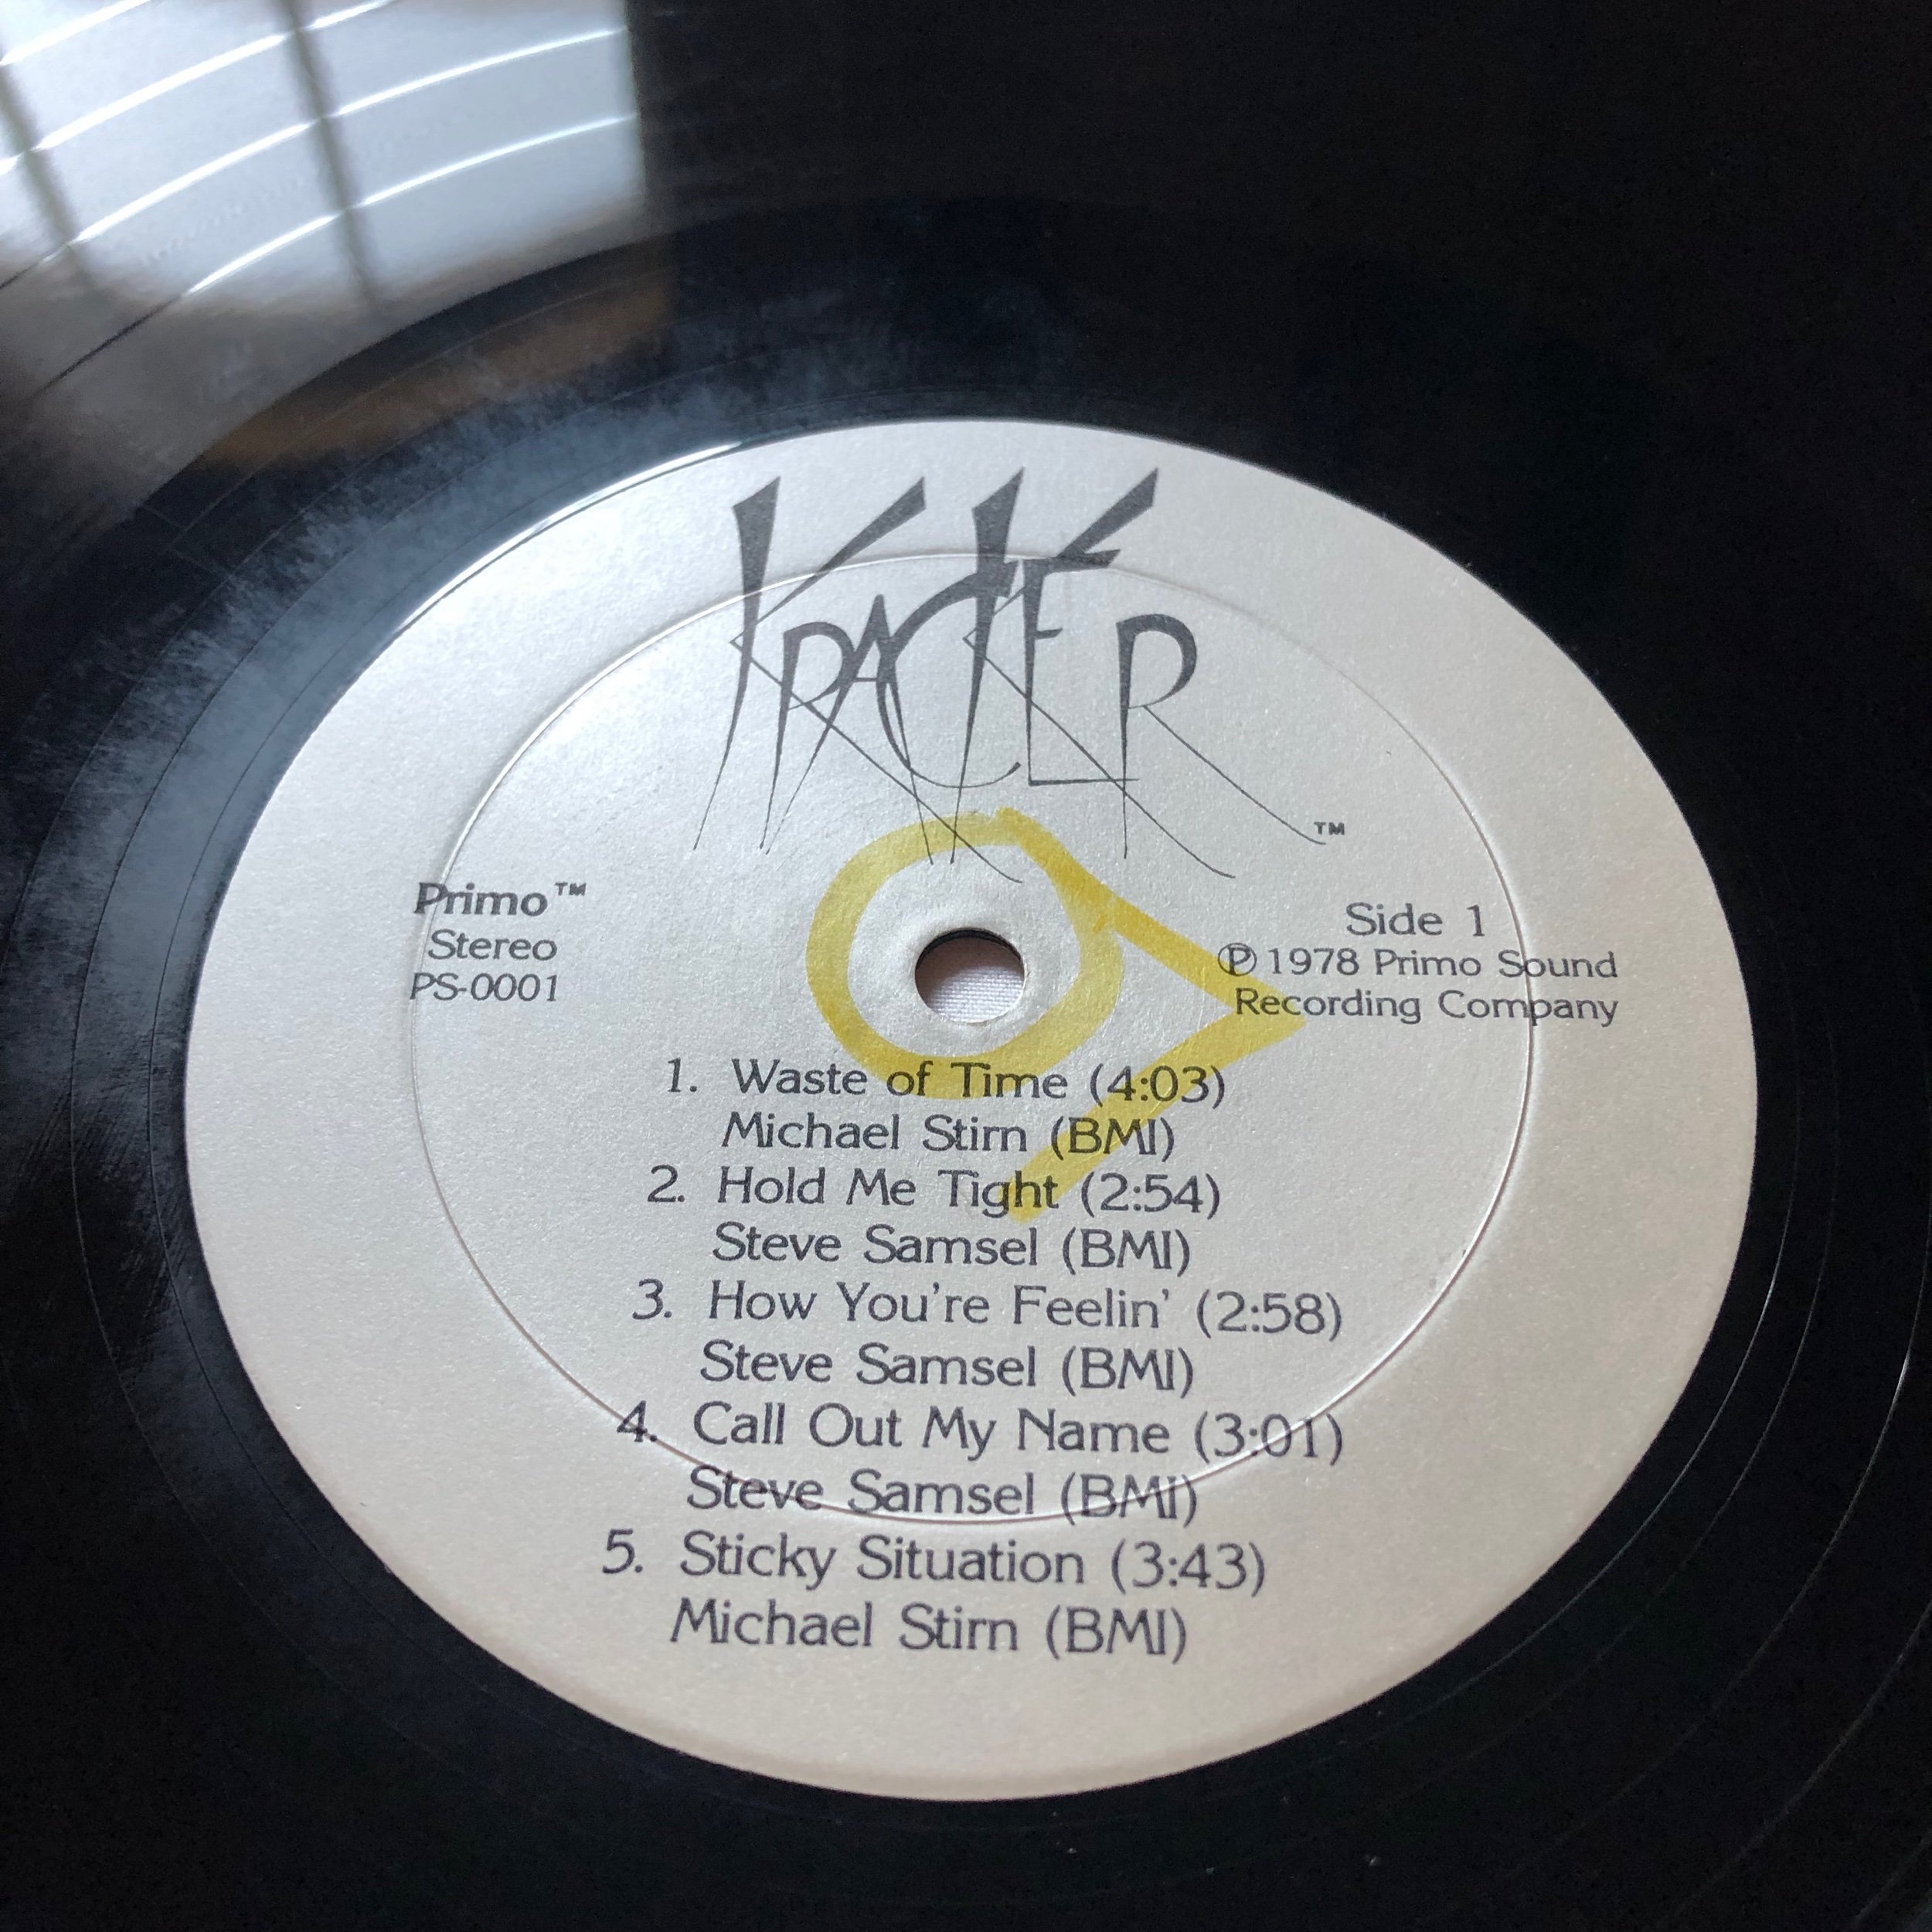 KRACKER™
Primo™
Stereo
PS-0001
Side 1
℗ 1978 Primo Sound
Recording Company
1. Waste of Time (4:03)
Michael Stirn (BMI)
2. Hold Me Tight (2:54)
Steve Samsel (BMI)
3. How You're Feelin' (2:58)
Steve Samsel (BMI)
4. Call Out My Name (3:01)
Steve Samsel (BMI)
5. Sticky Situation (3:43)
Michael Stirn (BMI)